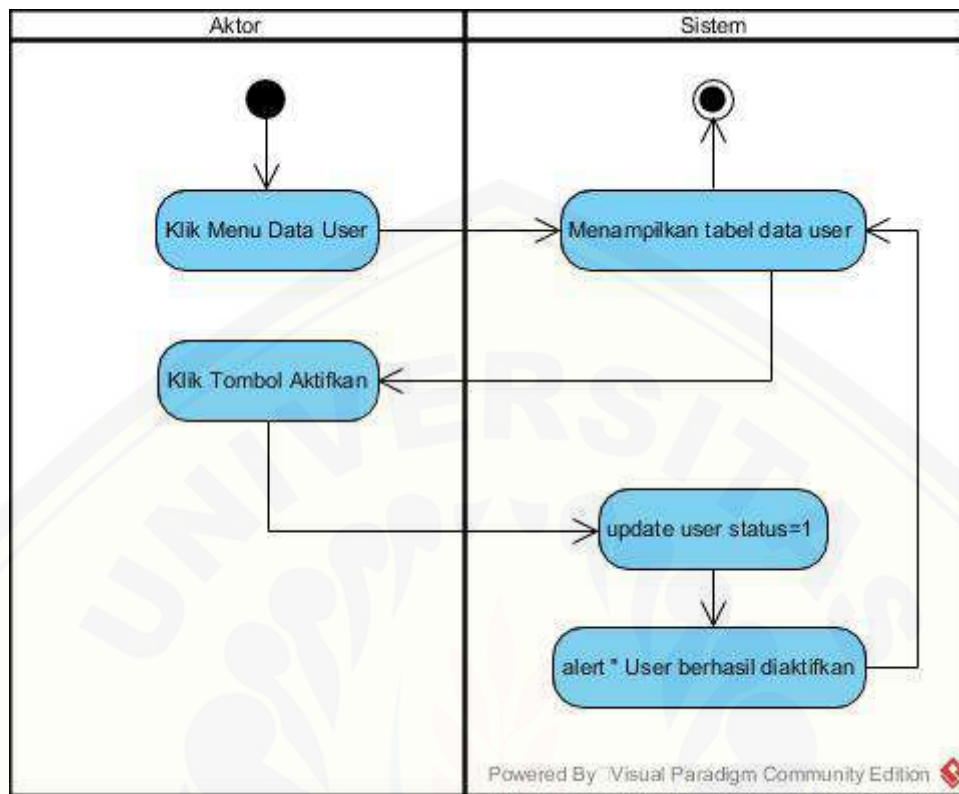 Aktor
Sistem
Klik Menu Data User
Menampilkan tabel data user
Klik Tombol Aktifkan
update user status=1
alert " User berhasil diaktifkan
UNIVERSITAS
Powered By Visual Paradigm Community Edition